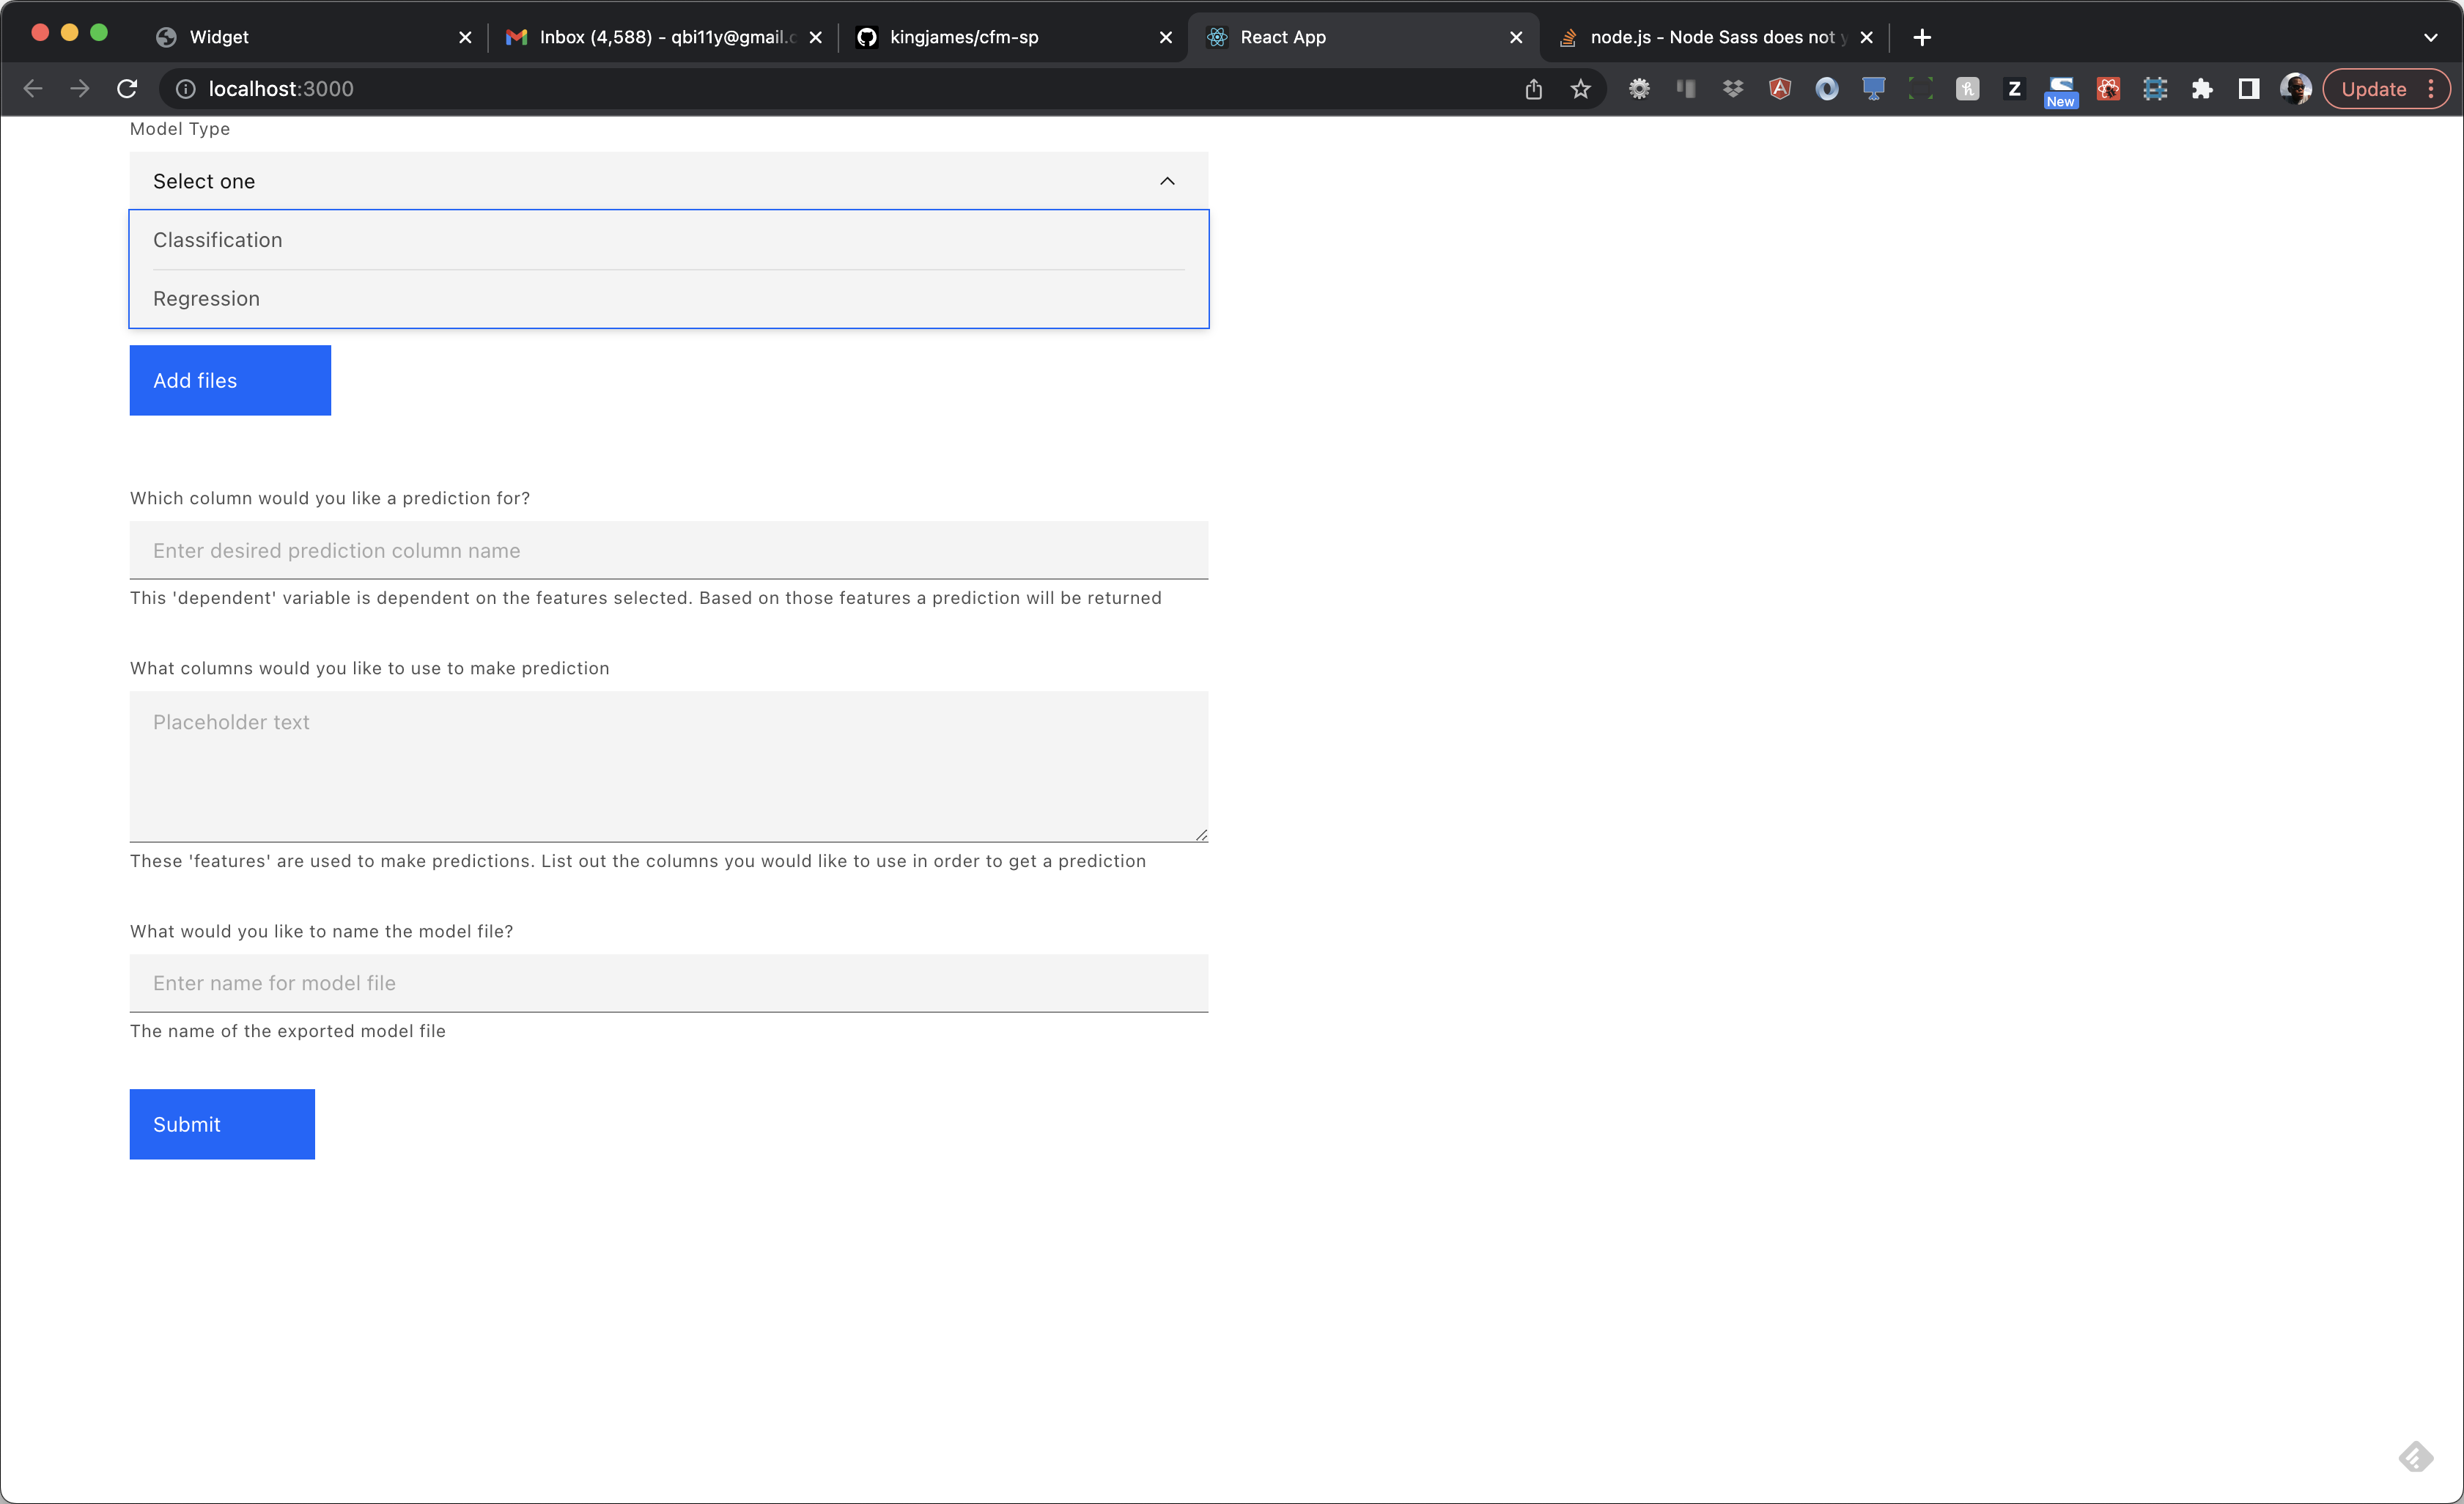 Widget
Inbox (4,588) - qbi11y@gmail.c
kingjames/cfm-sp
React App
node.js - Node Sass does not y
localhost:3000
Z
New
Update
Model Type
Select one
Classification
Regression
Add files
Which column would you like a prediction for?
Enter desired prediction column name
This 'dependent' variable is dependent on the features selected. Based on those features a prediction will be returned
What columns would you like to use to make prediction
Placeholder text
These 'features' are used to make predictions. List out the columns you would like to use in order to get a prediction
What would you like to name the model file?
Enter name for model file
The name of the exported model file
Submit